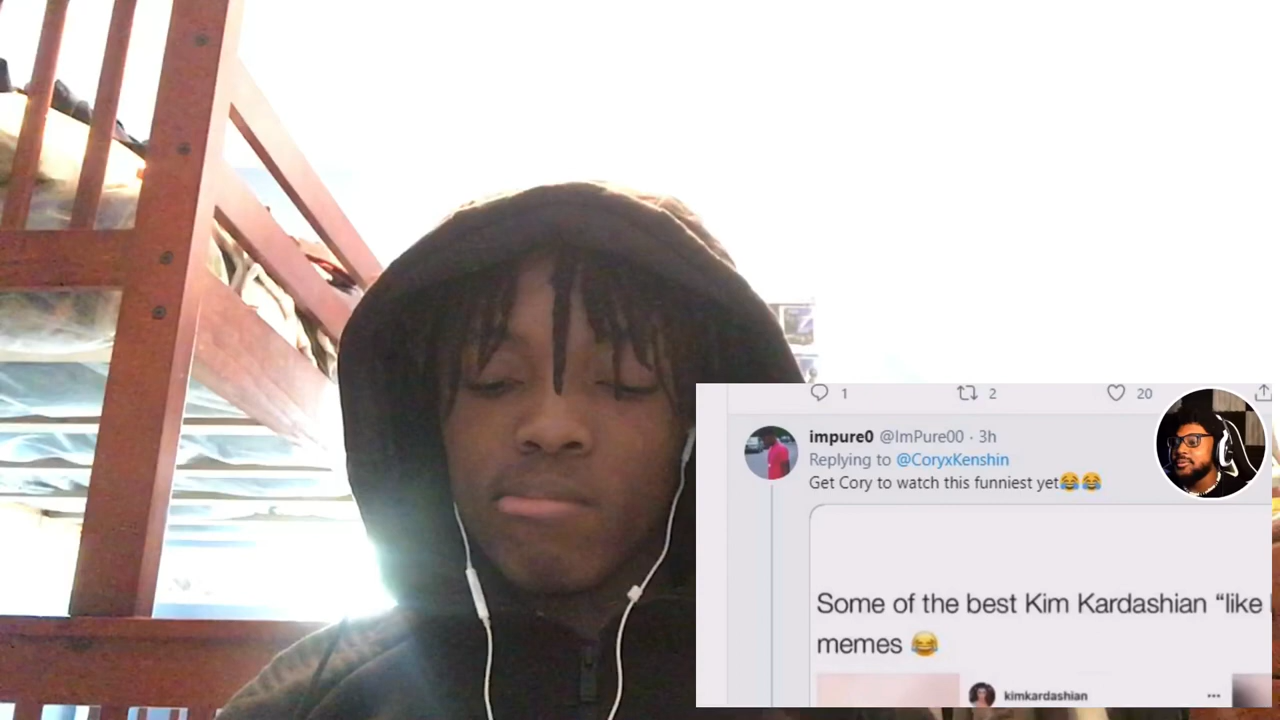 1 2 20
impure0 @ImPure00 · 3h
Replying to @CoryxKenshin
Get Cory to watch this funniest yet😂😂
Some of the best Kim Kardashian “like
memes 😂
kimkardashian